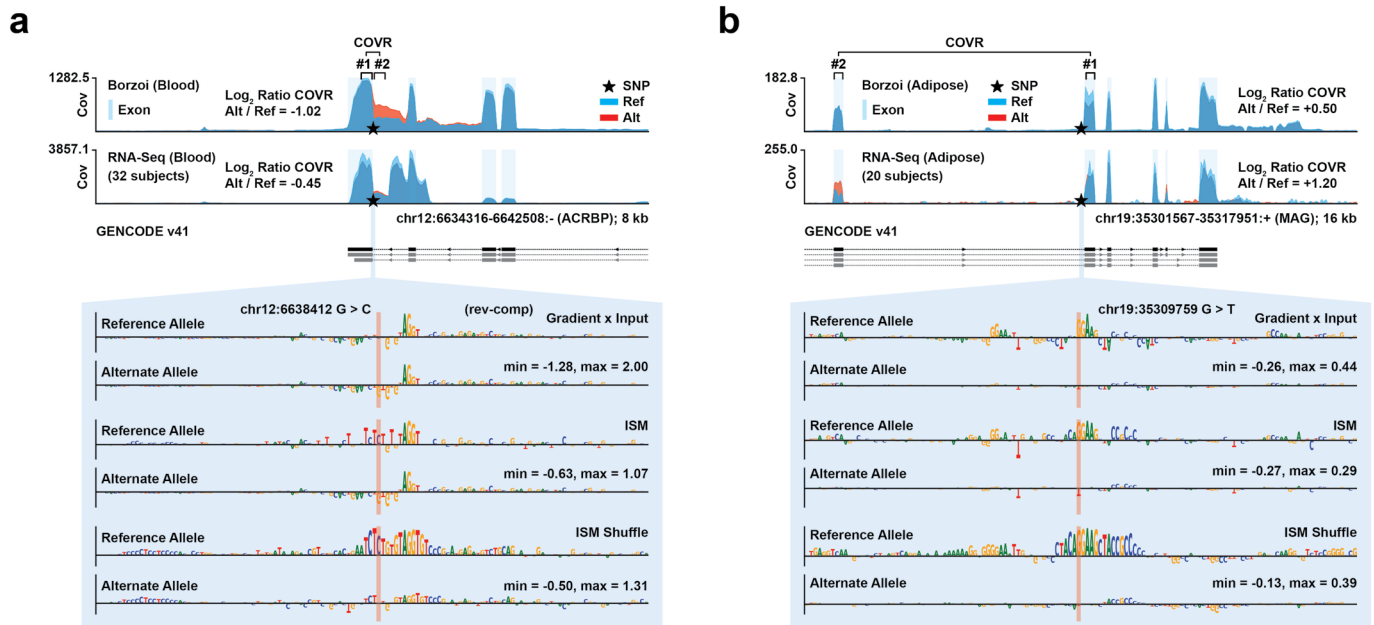 a
COVR
#1 #2
1282.5
Cov
Borzoi (Blood)
Exon
Log2 Ratio COVR
Alt / Ref = -1.02
SNP
Ref
Alt
3857.1
Cov
RNA-Seq (Blood)
(32 subjects)
Log2 Ratio COVR
Alt / Ref = -0.45
chr12:6634316-6642508:- (ACRBP); 8 kb
GENCODE v41
chr12:6638412 G > C
(rev-comp)
Reference Allele
Gradient x Input
Alternate Allele
min = -1.28, max = 2.00
Reference Allele
ISM
Alternate Allele
min = -0.63, max = 1.07
Reference Allele
ISM Shuffle
Alternate Allele
min = -0.50, max = 1.31
b
COVR
#2
#1
182.8
Cov
Borzoi (Adipose)
Exon
SNP
Ref
Alt
Log2 Ratio COVR
Alt / Ref = +0.50
255.0
Cov
RNA-Seq (Adipose)
(20 subjects)
Log2 Ratio COVR
Alt / Ref = +1.20
chr19:35301567-35317951:+ (MAG); 16 kb
GENCODE v41
chr19:35309759 G > T
Reference Allele
Gradient x Input
Alternate Allele
min = -0.26, max = 0.44
Reference Allele
ISM
Alternate Allele
min = -0.27, max = 0.29
Reference Allele
ISM Shuffle
Alternate Allele
min = -0.13, max = 0.39